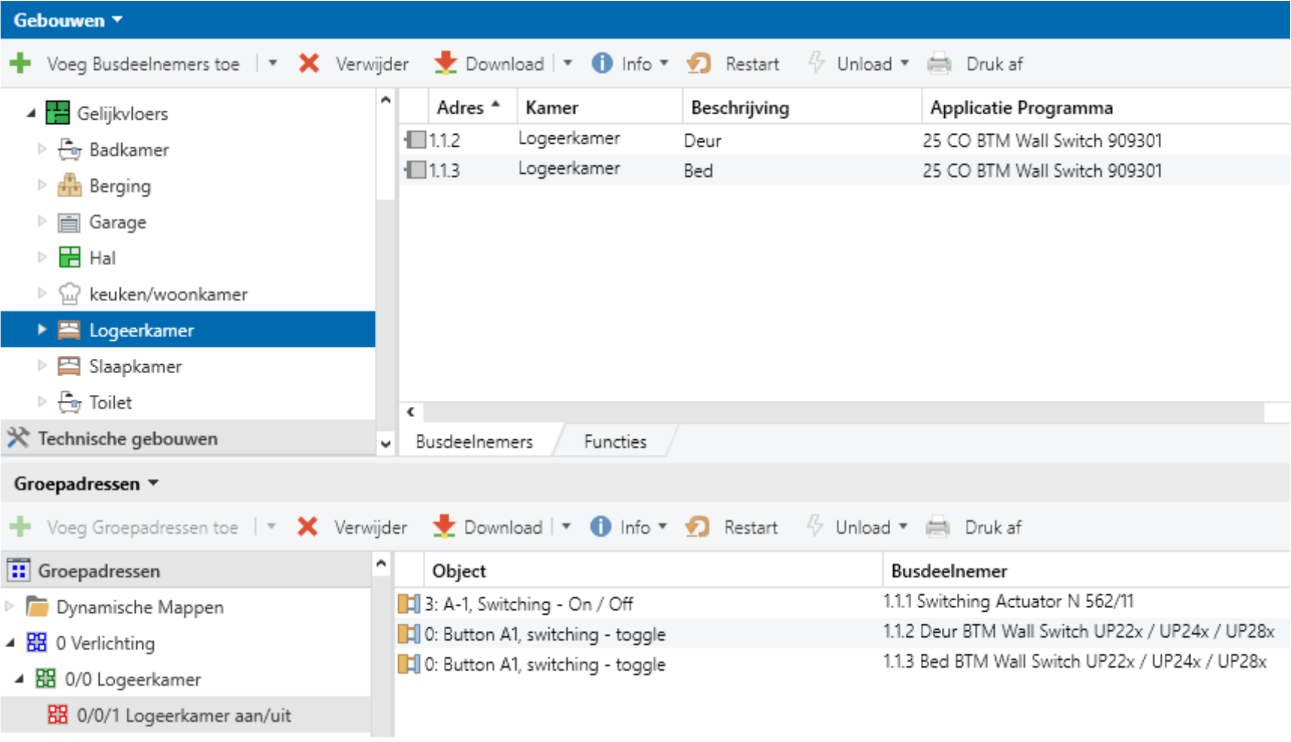 Gebouwen
Voeg Busdeelnemers toe Verwijder Download Info Restart Unload Druk af
Gelijkvloers
Badkamer
Berging
Garage
Hal
keuken/woonkamer
Logeerkamer
Slaapkamer
Toilet
Technische gebouwen
Adres Kamer Beschrijving Applicatie Programma
1.1.2 Logeerkamer Deur 25 CO BTM Wall Switch 909301
1.1.3 Logeerkamer Bed 25 CO BTM Wall Switch 909301
Busdeelnemers Functies
Groepadressen
Voeg Groepadressen toe Verwijder Download Info Restart Unload Druk af
Groepadressen
Dynamische Mappen
0 Verlichting
0/0 Logeerkamer
0/0/1 Logeerkamer aan/uit
Object Busdeelnemer
3: A-1, Switching - On / Off 1.1.1 Switching Actuator N 562/11
0: Button A1, switching - toggle 1.1.2 Deur BTM Wall Switch UP22x / UP24x / UP28x
0: Button A1, switching - toggle 1.1.3 Bed BTM Wall Switch UP22x / UP24x / UP28x